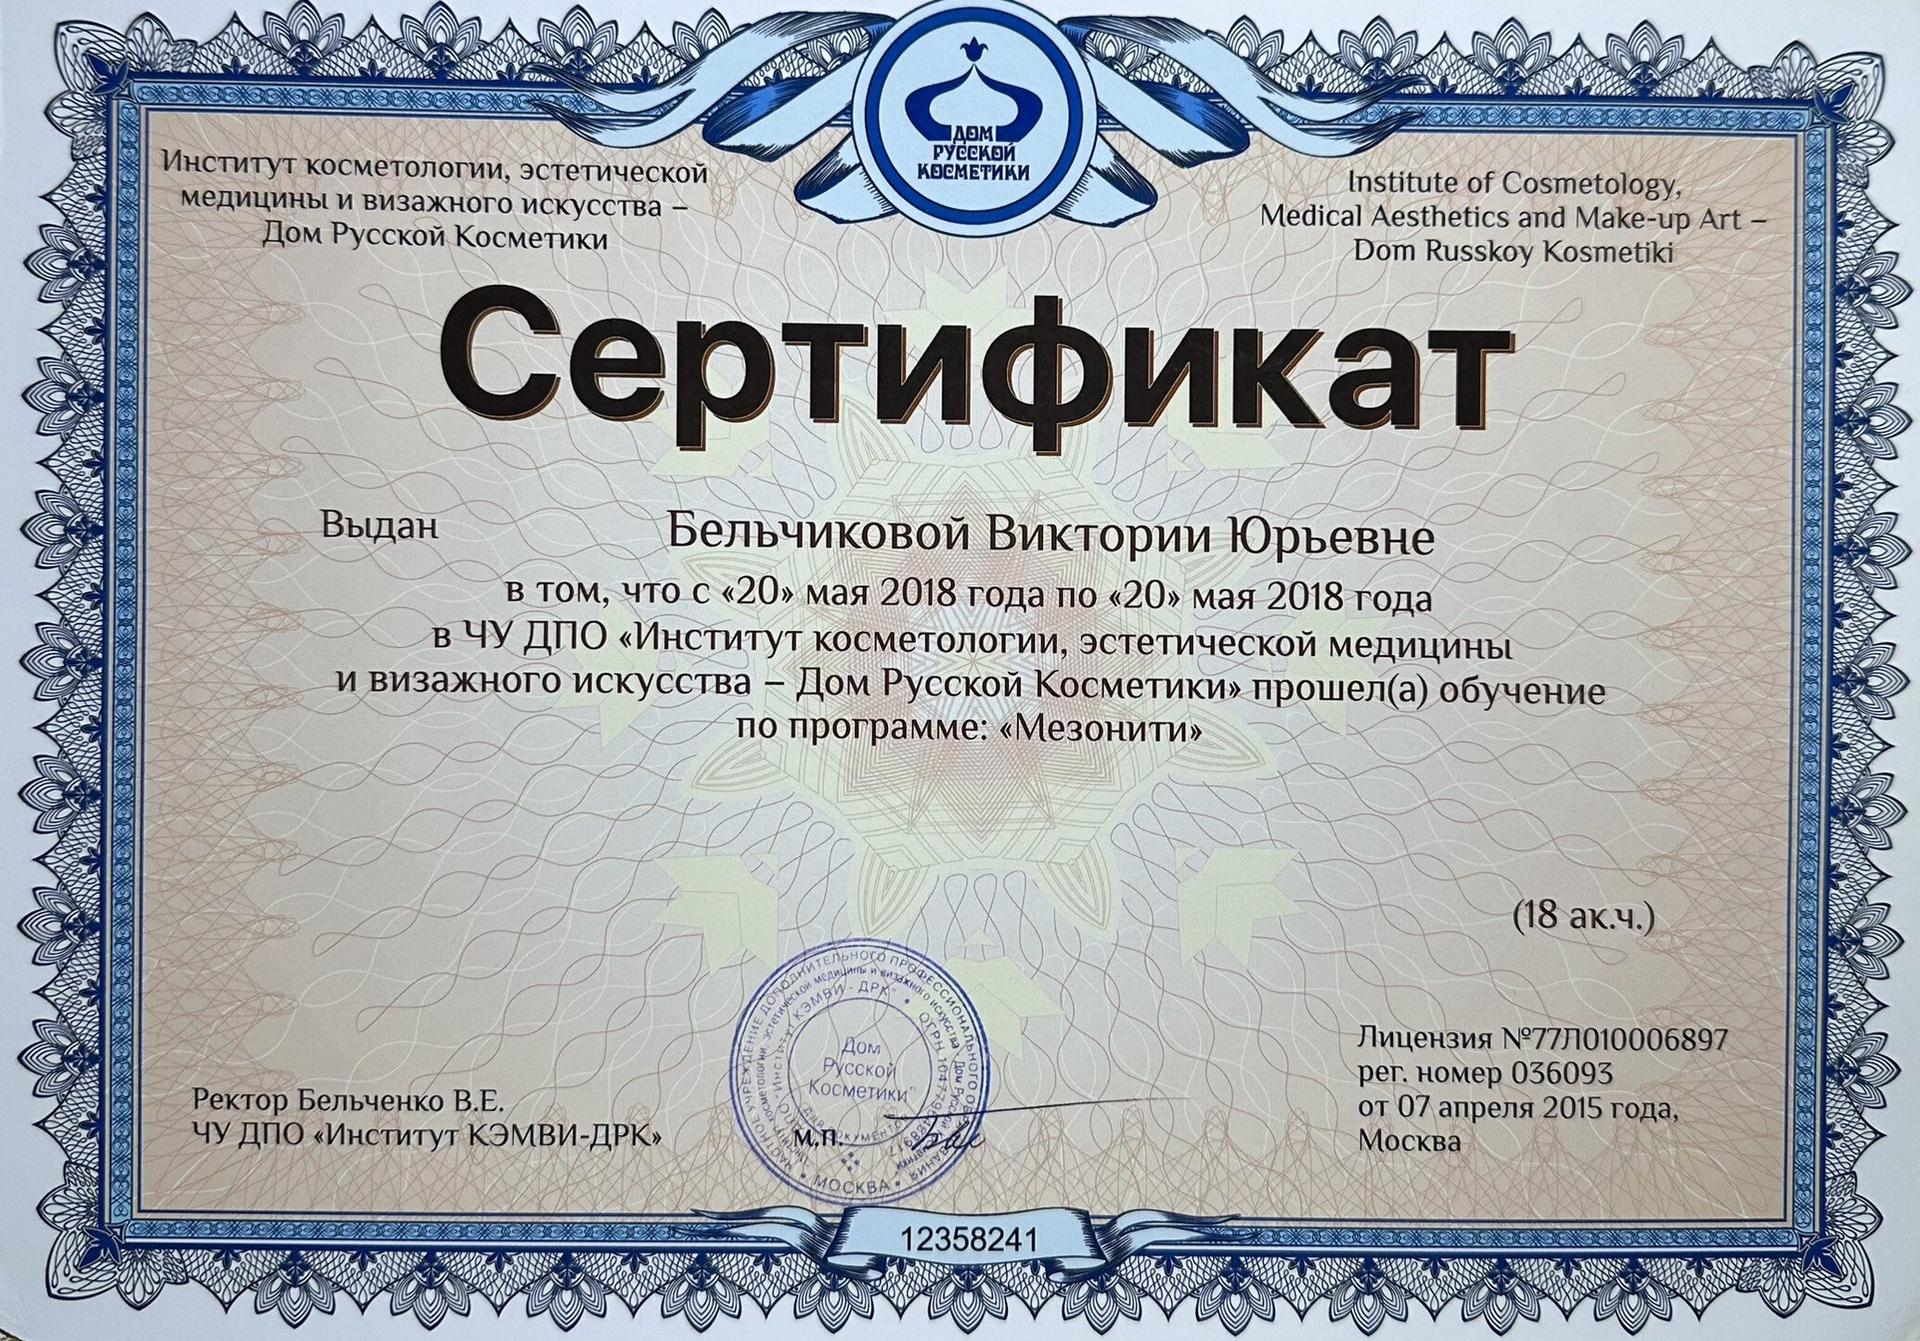 ДОМ
РУССКОЙ
КОСМЕТИКИ
Институт косметологии, эстетической
медицины и визажного искусства –
Дом Русской Косметики
Institute of Cosmetology,
Medical Aesthetics and Make-up Art –
Dom Russkoy Kosmetiki
Сертификат
Выдан Бельчиковой Виктории Юрьевне
в том, что с «20» мая 2018 года по «20» мая 2018 года
в ЧУ ДПО «Институт косметологии, эстетической медицины
и визажного искусства – Дом Русской Косметики» прошел(а) обучение
по программе: «Мезонити»
(18 ак.ч.)
Ректор Бельченко В.Е.
ЧУ ДПО «Институт КЭМВИ-ДРК»
м.п.
Дом
Русской
Косметики"
МОСКВА
Лицензия №77Л010006897
рег. номер 036093
от 07 апреля 2015 года,
Москва
12358241